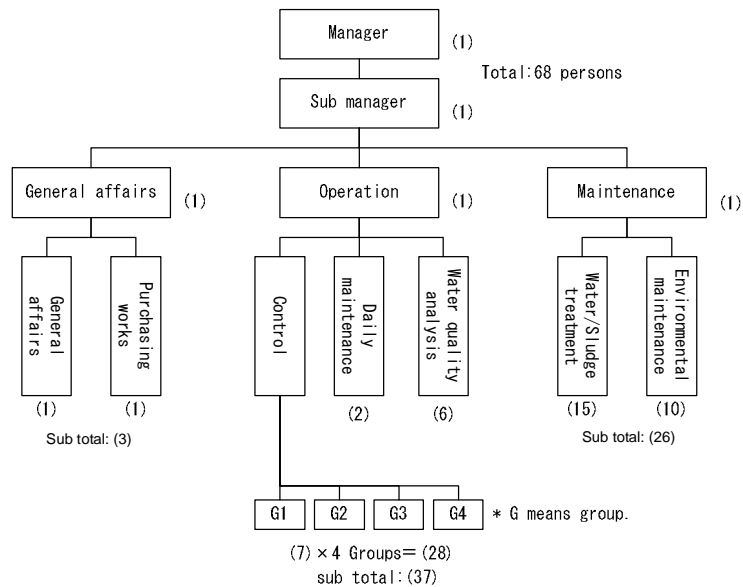 Manager
(1)
Total:68 persons
Sub manager
(1)
General affairs
(1)
Operation
(1)
Maintenance
(1)
General
affairs
Purchasing
works
Control
Daily
maintenance
Water quality
analysis
Water/Sludge
treatment
Environmental
maintenance
(1)
(1)
(2)
(6)
(15)
(10)
Sub total: (3)
Sub total: (26)
G1
G2
G3
G4
* G means group.
(7) × 4 Groups= (28)
sub total:(37)